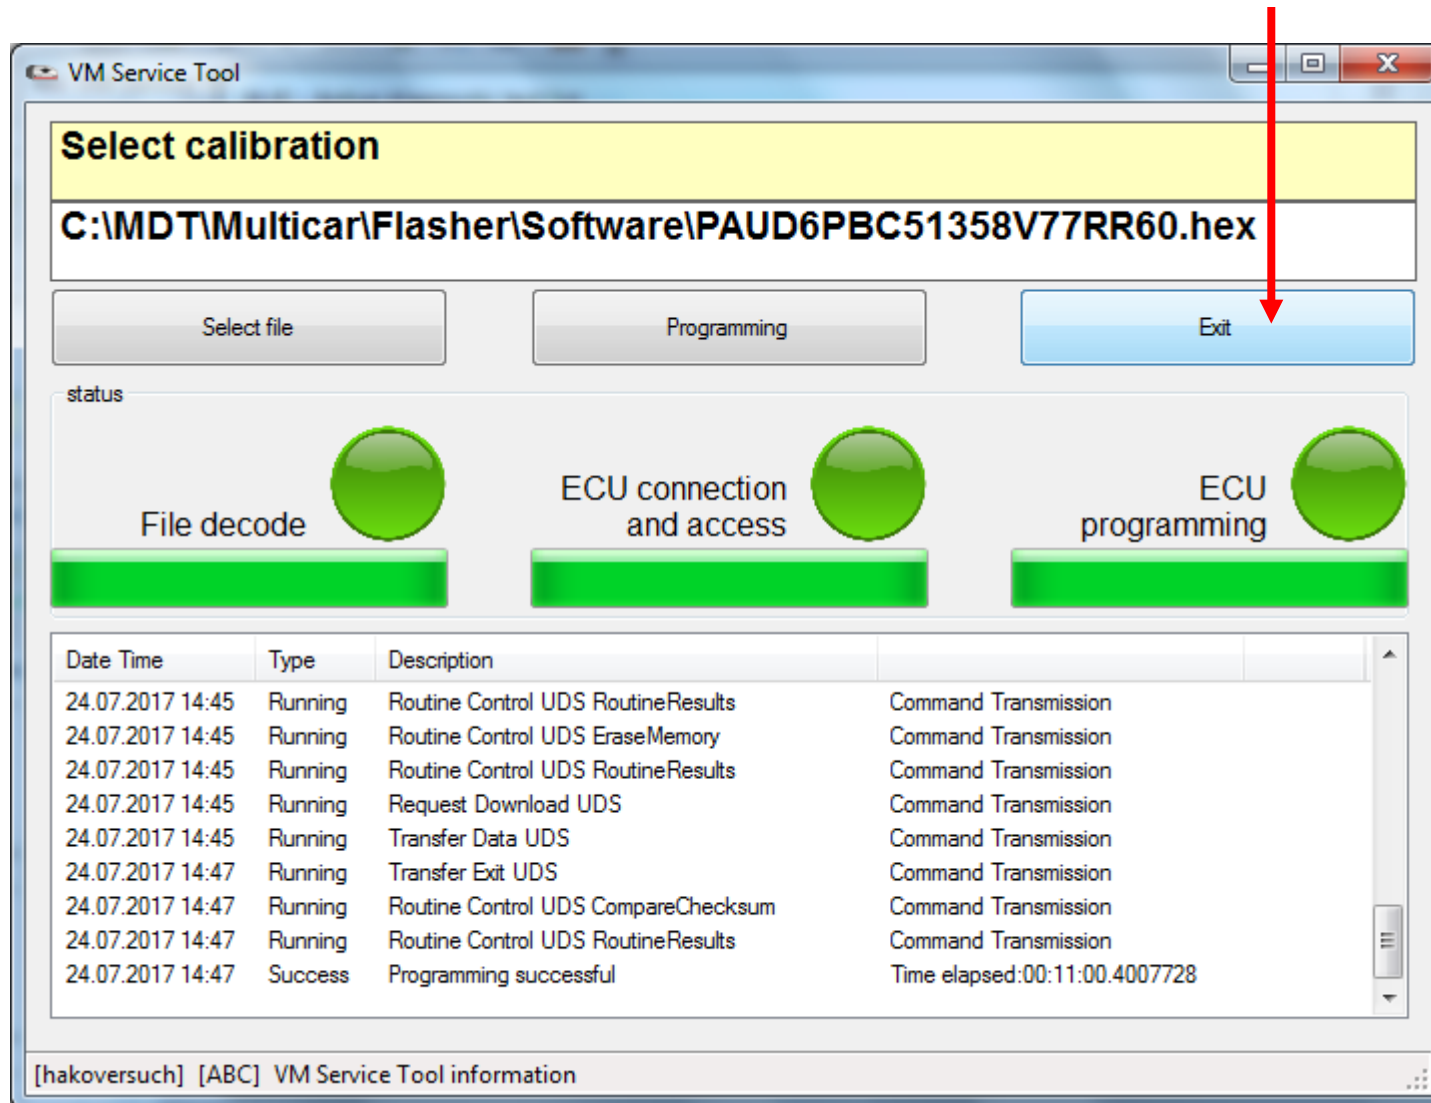 VM Service Tool
Select calibration
C:\MDT\Multicar\Flasher\Software\PAUD6PBC51358V77RR60.hex
Select file Programming Exit
status
File decode
ECU connection
and access
ECU
programming
Date Time Type Description
24.07.2017 14:45 Running Routine Control UDS RoutineResults Command Transmission
24.07.2017 14:45 Running Routine Control UDS EraseMemory Command Transmission
24.07.2017 14:45 Running Routine Control UDS RoutineResults Command Transmission
24.07.2017 14:45 Running Request Download UDS Command Transmission
24.07.2017 14:45 Running Transfer Data UDS Command Transmission
24.07.2017 14:47 Running Transfer Exit UDS Command Transmission
24.07.2017 14:47 Running Routine Control UDS CompareChecksum Command Transmission
24.07.2017 14:47 Running Routine Control UDS RoutineResults Command Transmission
24.07.2017 14:47 Success Programming successful Time elapsed:00:11:00.4007728
[hakoversuch] [ABC] VM Service Tool information